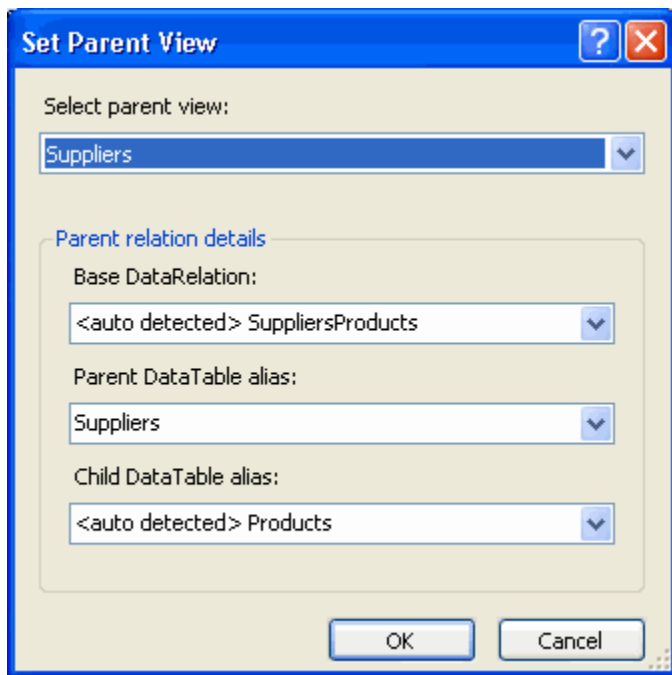 Set Parent View
?
Select parent view:
Suppliers
Parent relation details
Base DataRelation:
<auto detected> SuppliersProducts
Parent DataTable alias:
Suppliers
Child DataTable alias:
<auto detected> Products
OK Cancel